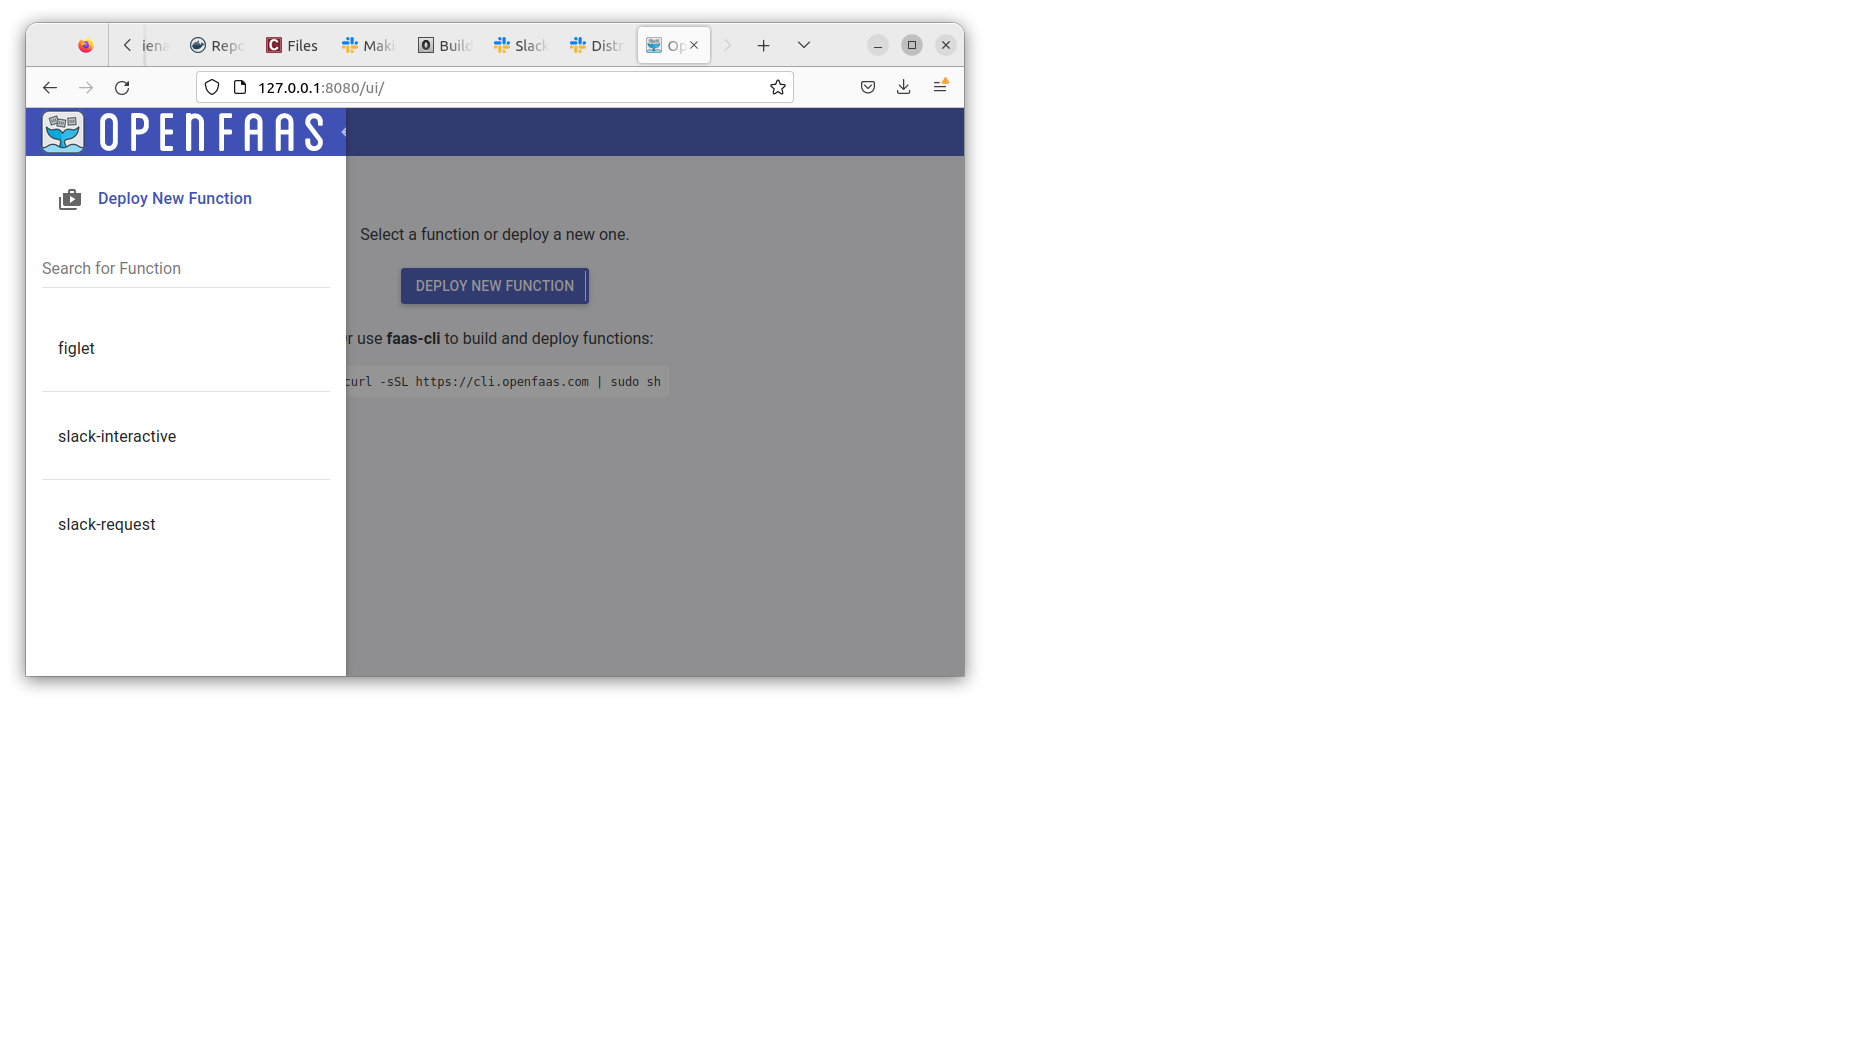 Repo
Files
Maki
Build
Slack
Distr
Op
127.0.0.1:8080/ui/
OPENFAAS
Deploy New Function
Search for Function
figlet
slack-interactive
slack-request
Select a function or deploy a new one.
DEPLOY NEW FUNCTION
r use faas-cli to build and deploy functions:
curl -sSL https://cli.openfaas.com | sudo sh